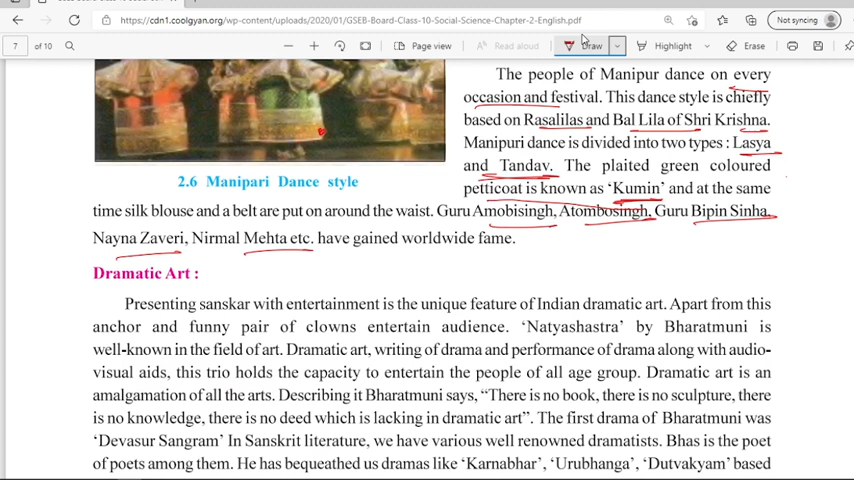 https://cdn1.coolgyan.org/wp-content/uploads/2020/01/GSEB-Board-Class-10-Social-Science-Chapter-2-English.pdf
Not syncing
7 of 10
Page view
Read aloud
Draw
Highlight
Erase
The people of Manipur dance on every
occasion and festival. This dance style is chiefly
based on Rasalilas and Bal Lila of Shri Krishna.
Manipuri dance is divided into two types : Lasya
and Tandav. The plaited green coloured
petticoat is known as ‘Kumin’ and at the same
2.6 Manipari Dance style
time silk blouse and a belt are put on around the waist. Guru Amobisingh, Atombosingh, Guru Bipin Sinha,
Nayna Zaveri, Nirmal Mehta etc. have gained worldwide fame.
Dramatic Art :
Presenting sanskar with entertainment is the unique feature of Indian dramatic art. Apart from this
anchor and funny pair of clowns entertain audience. ‘Natyashastra’ by Bharatmuni is
well-known in the field of art. Dramatic art, writing of drama and performance of drama along with audio-
visual aids, this trio holds the capacity to entertain the people of all age group. Dramatic art is an
amalgamation of all the arts. Describing it Bharatmuni says, “There is no book, there is no sculpture, there
is no knowledge, there is no deed which is lacking in dramatic art”. The first drama of Bharatmuni was
‘Devasur Sangram’ In Sanskrit literature, we have various well renowned dramatists. Bhas is the poet
of poets among them. He has bequeathed us dramas like ‘Karnabhar’, ‘Urubhanga’, ‘Dutvakyam’ based